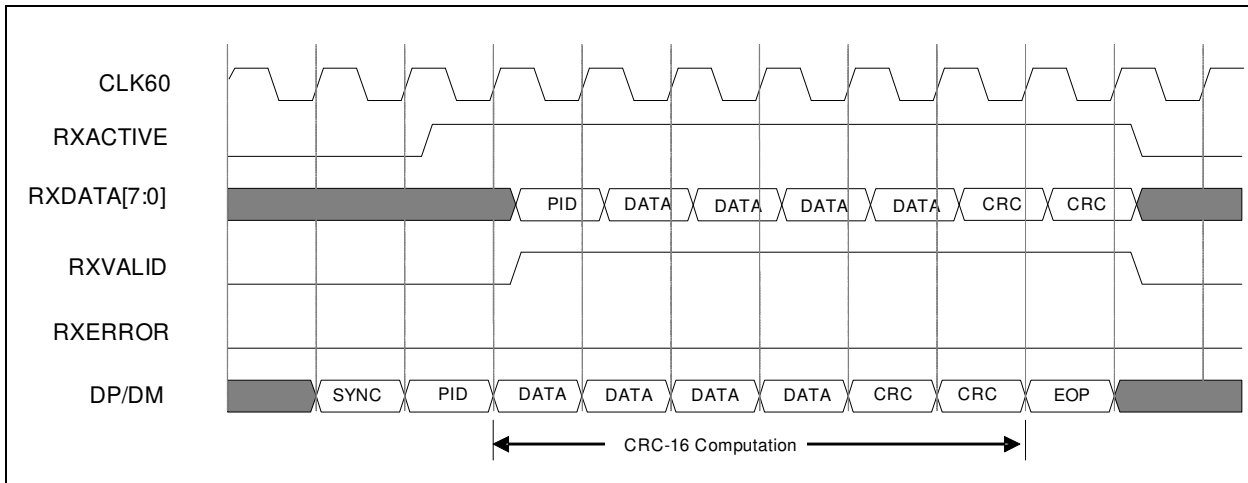 CLK60
RXACTIVE
RXDATA[7:0] PID DATA DATA DATA DATA CRC CRC
RXVALID
RXERROR
DP/DM SYNC PID DATA DATA DATA DATA CRC CRC EOP
CRC-16 Computation